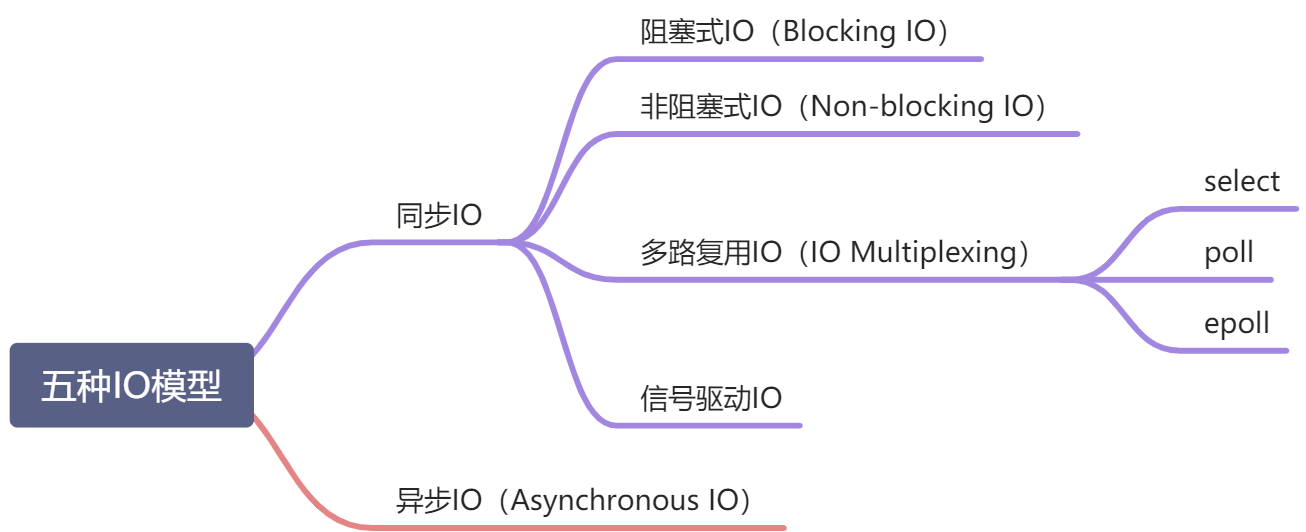 阻塞式IO（Blocking IO）
非阻塞式IO（Non-blocking IO）
select
同步IO
多路复用IO（IO Multiplexing）
poll
epoll
五种IO模型
信号驱动IO
异步IO（Asynchronous IO）